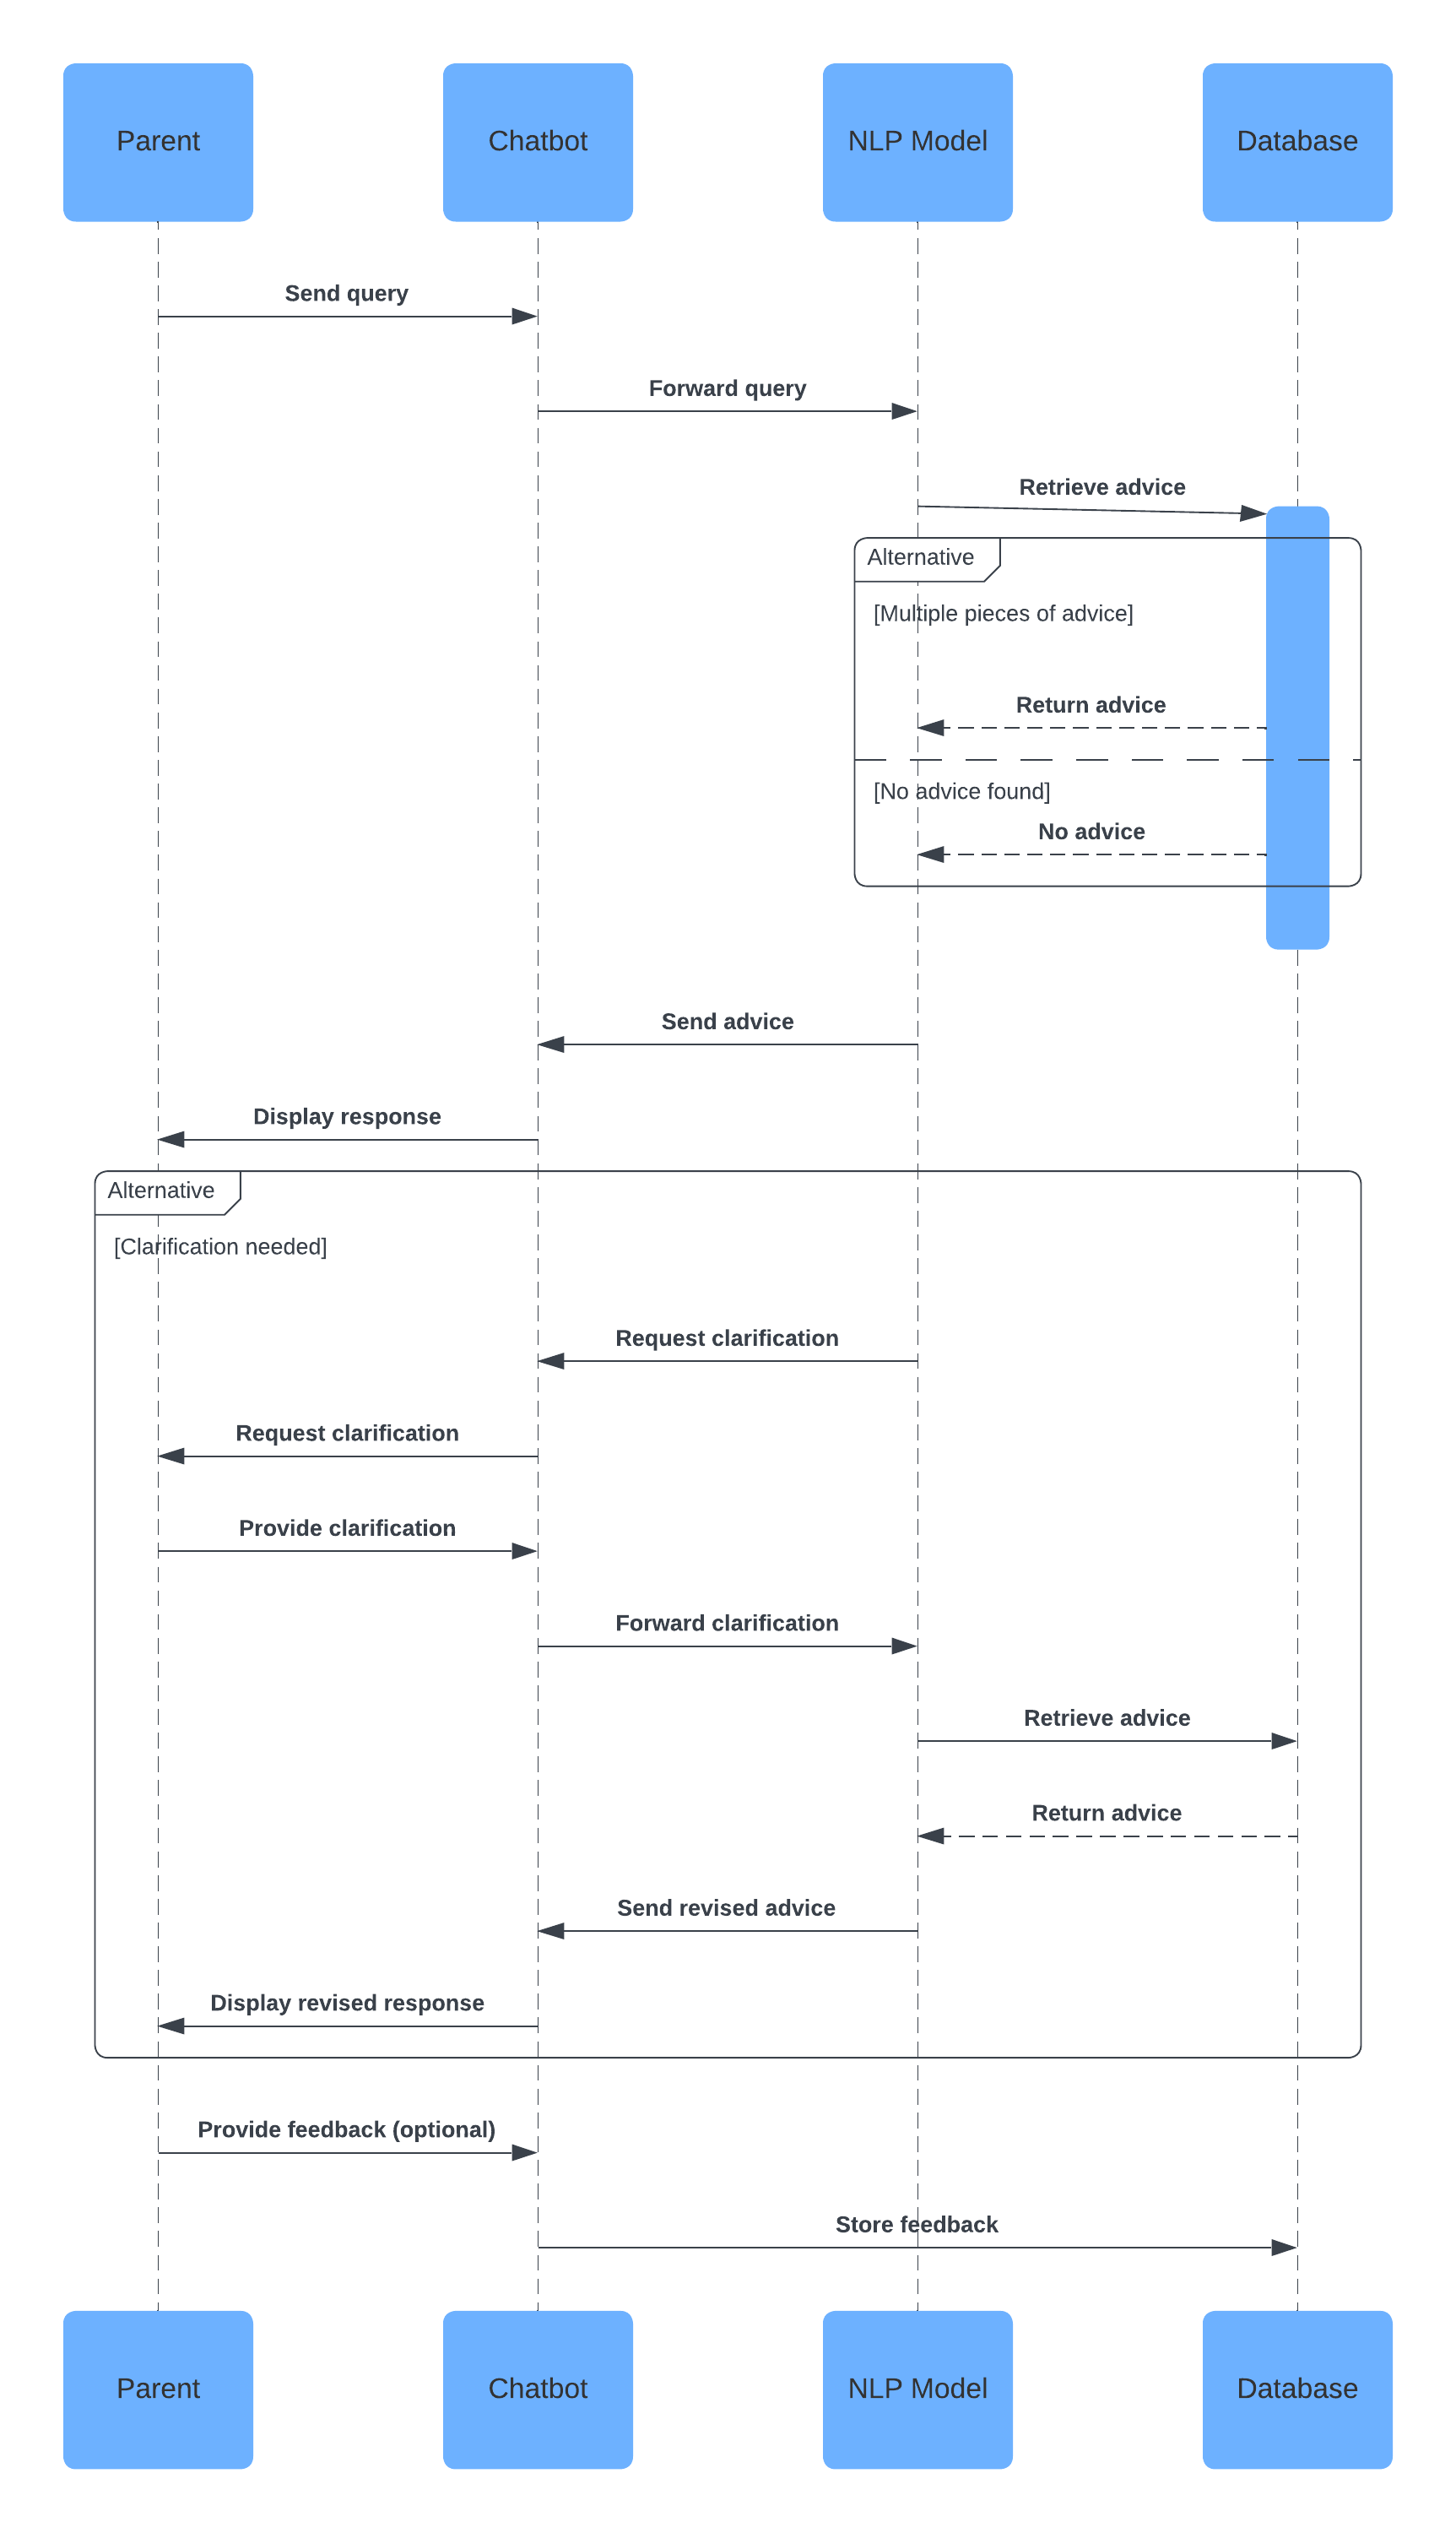 Parent
Chatbot
NLP Model
Database
Send query
Forward query
Retrieve advice
Alternative
[Multiple pieces of advice]
Return advice
[No advice found]
No advice
Send advice
Display response
Alternative
[Clarification needed]
Request clarification
Request clarification
Provide clarification
Forward clarification
Retrieve advice
Return advice
Send revised advice
Display revised response
Provide feedback (optional)
Store feedback
Parent
Chatbot
NLP Model
Database